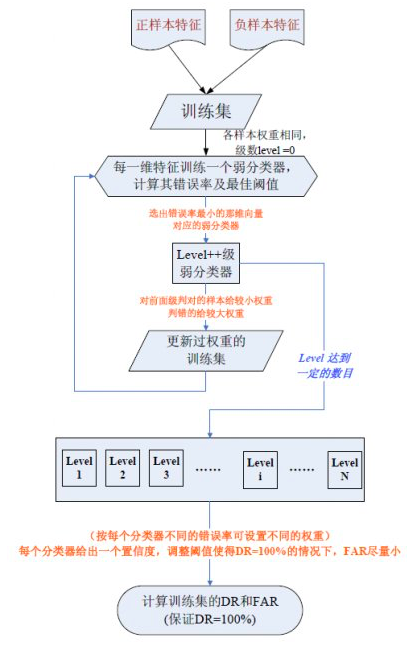 正样本特征
负样本特征
训练集
各样本权重相同，
级数level =0
每一维特征训练一个弱分类器，
计算其错误率及最佳阈值
选出错误率最小的那维向量
对应的弱分类器
Level++级
弱分类器
对前面级判对的样本给较小权重
判错的给较大权重
更新过权重的
训练集
Level 达到
一定的数目
Level
1
Level
2
Level
3
……
Level
i
……
Level
N
（按每个分类器不同的错误率可设置不同的权重）
每个分类器给出一个置信度，调整阈值使得DR=100%的情况下，FAR尽量小
计算训练集的DR和FAR
(保证DR=100%)